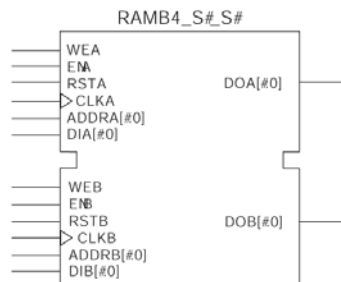 RAMB4_S#_S#
WEA
ENA
RSTA
DOA[#:0]
CLKA
ADDRA[#:0]
DIA[#:0]
WEB
ENB
RSTB
DOB[#:0]
CLKB
ADDRB[#:0]
DIB[#:0]